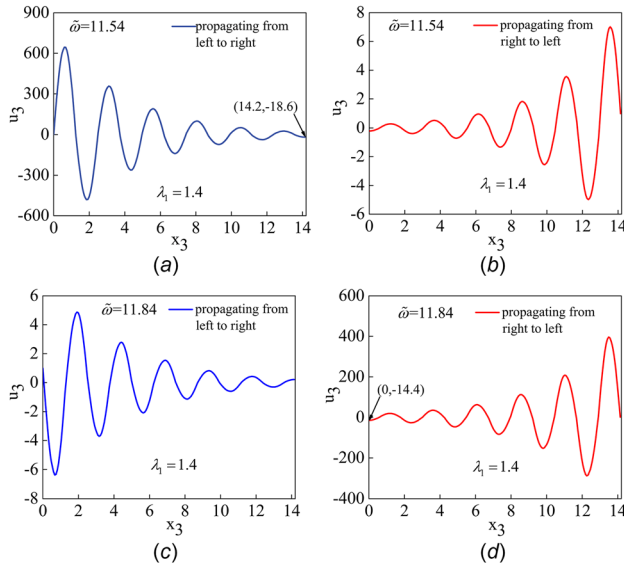 900
600
300
0
-300
-600
u₃
ω̃=11.54
propagating from
left to right
(14.2,-18.6)
λ₁=1.4
0 2 4 6 8 10 12 14
x₃
(a)
8
6
4
2
0
-2
-4
-6
u₃
ω̃=11.54
propagating from
right to left
λ₁=1.4
0 2 4 6 8 10 12 14
x₃
(b)
6
4
2
0
-2
-4
-6
-8
u₃
ω̃=11.84
propagating from
left to right
λ₁=1.4
0 2 4 6 8 10 12 14
x₃
(c)
600
400
200
0
-200
-400
u₃
ω̃=11.84
propagating from
right to left
(0,-14.4)
λ₁=1.4
0 2 4 6 8 10 12 14
x₃
(d)